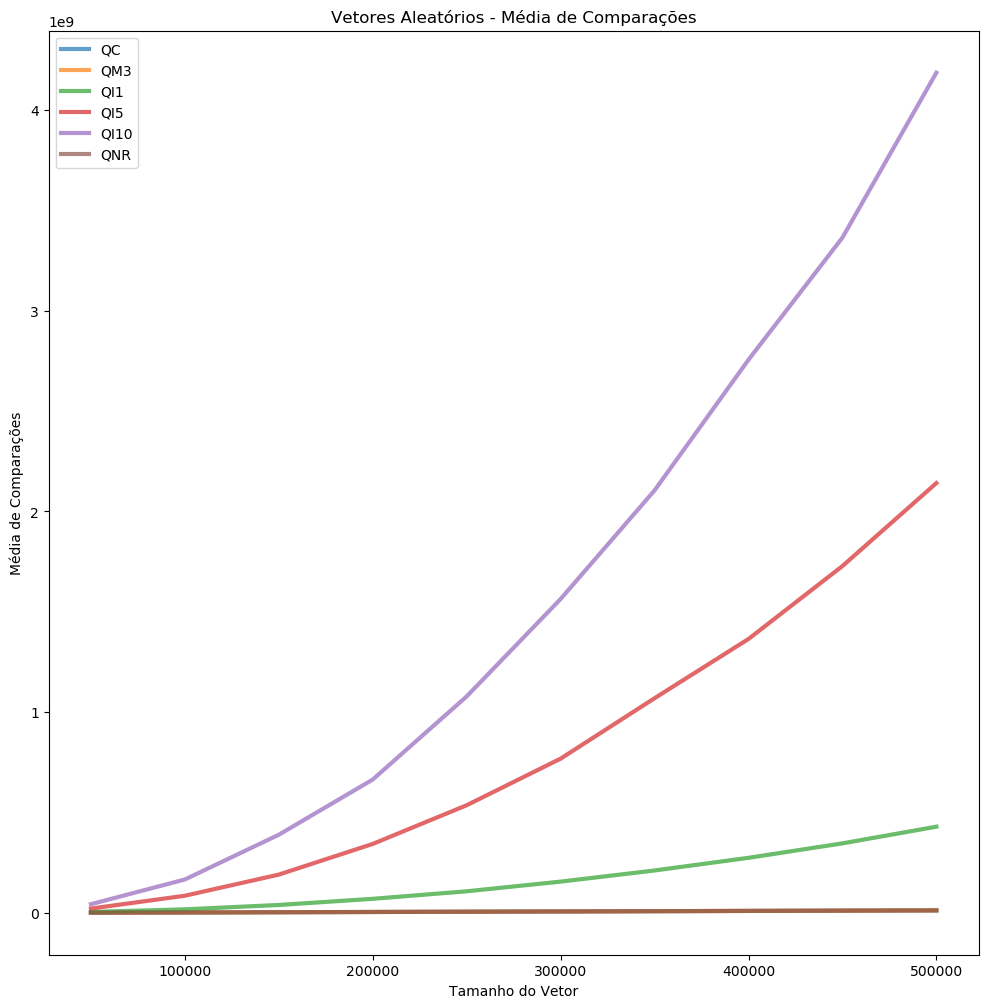 Vetores Aleatórios - Média de Comparações
1e9
QC
QM3
QI1
QI5
QI10
QNR
4
3
2
1
0
Média de Comparações
100000 200000 300000 400000 500000
Tamanho do Vetor